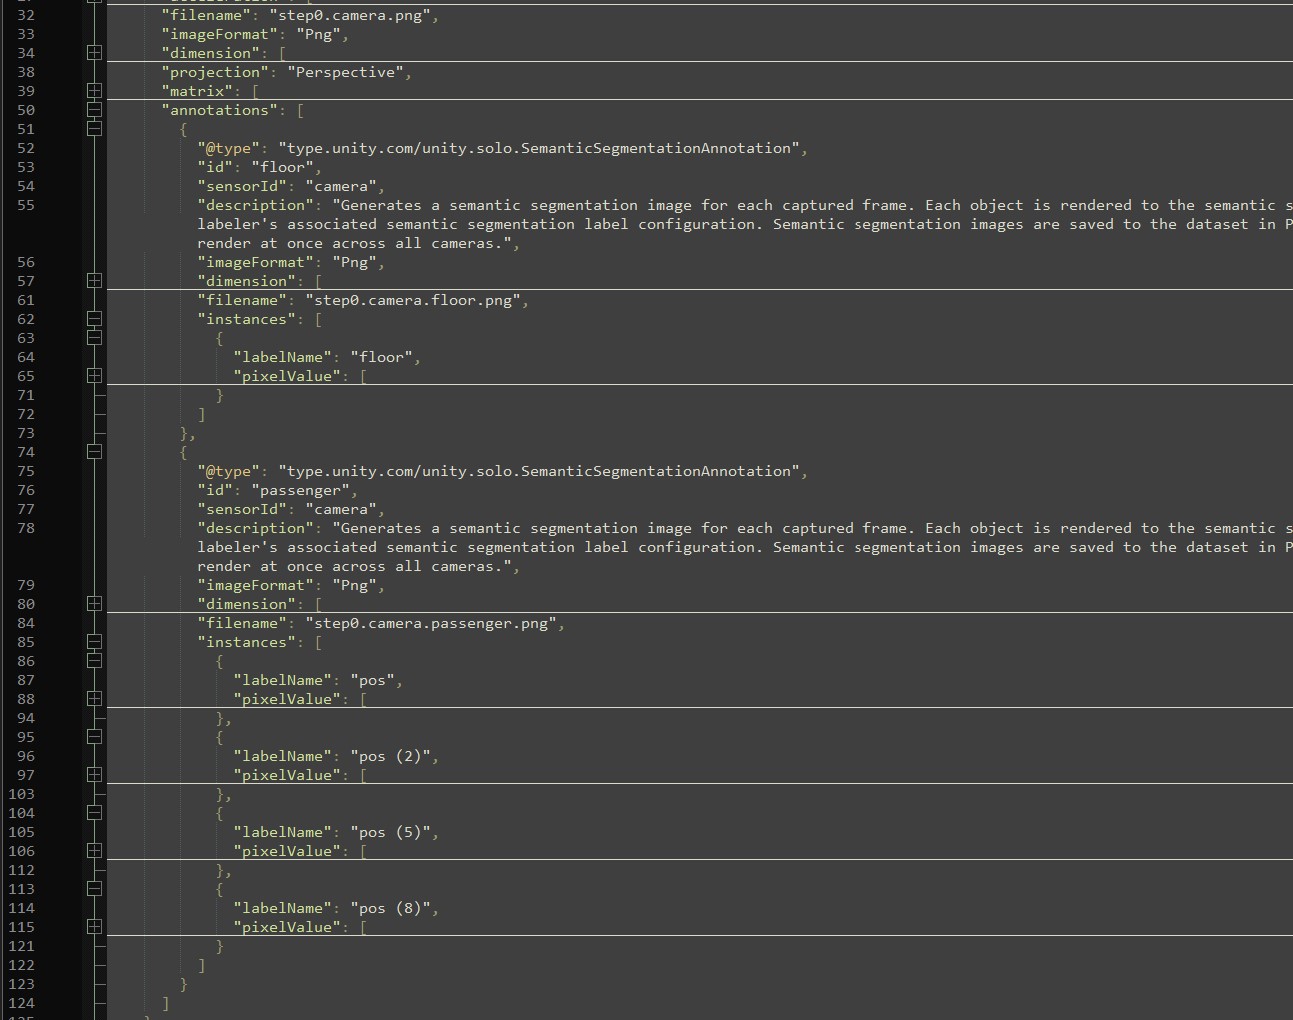 32 "filename": "step0.camera.png",
33 "imageFormat": "Png",
34 "dimension": [
38 "projection": "Perspective",
39 "matrix": [
50 "annotations": [
51 {
52 "@type": "type.unity.com/unity.solo.SemanticSegmentationAnnotation",
53 "id": "floor",
54 "sensorId": "camera",
55 "description": "Generates a semantic segmentation image for each captured frame. Each object is rendered to the semantic s
labeler's associated semantic segmentation label configuration. Semantic segmentation images are saved to the dataset in P
render at once across all cameras.",
56 "imageFormat": "Png",
57 "dimension": [
61 "filename": "step0.camera.floor.png",
62 "instances": [
63 {
64 "labelName": "floor",
65 "pixelValue": [
71 }
72 ]
73 },
74 {
75 "@type": "type.unity.com/unity.solo.SemanticSegmentationAnnotation",
76 "id": "passenger",
77 "sensorId": "camera",
78 "description": "Generates a semantic segmentation image for each captured frame. Each object is rendered to the semantic s
labeler's associated semantic segmentation label configuration. Semantic segmentation images are saved to the dataset in P
render at once across all cameras.",
79 "imageFormat": "Png",
80 "dimension": [
84 "filename": "step0.camera.passenger.png",
85 "instances": [
86 {
87 "labelName": "pos",
88 "pixelValue": [
94 },
95 {
96 "labelName": "pos (2)",
97 "pixelValue": [
103 },
104 {
105 "labelName": "pos (5)",
106 "pixelValue": [
112 },
113 {
114 "labelName": "pos (8)",
115 "pixelValue": [
121 }
122 ]
123 }
124 ]